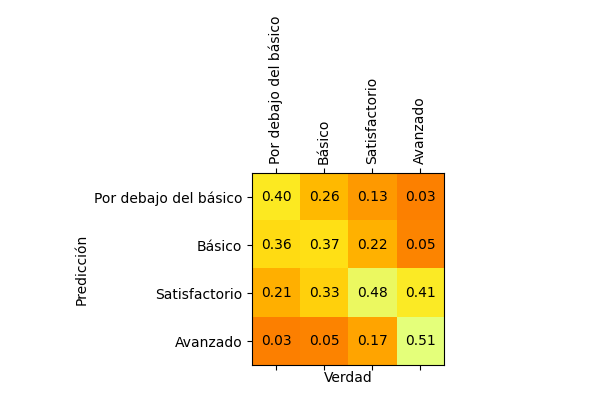 Por debajo del básico
Básico
Satisfactorio
Avanzado
Por debajo del básico 0.40 0.26 0.13 0.03
Básico 0.36 0.37 0.22 0.05
Satisfactorio 0.21 0.33 0.48 0.41
Avanzado 0.03 0.05 0.17 0.51
Predicción
Verdad